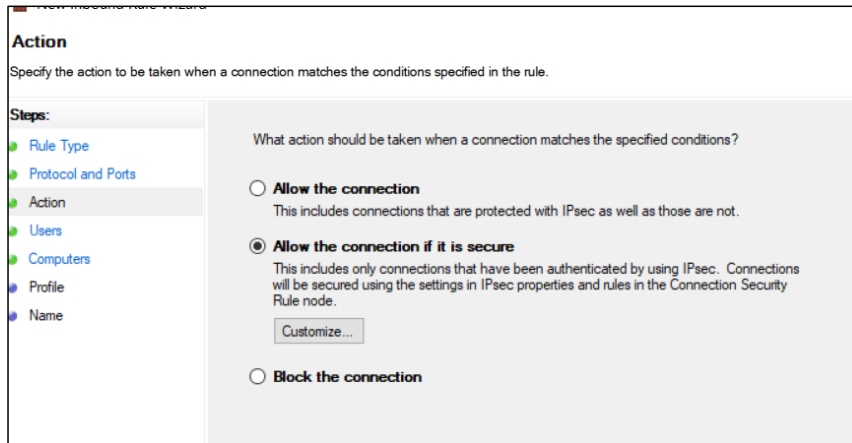 New Inbound Rule Wizard
Action
Specify the action to be taken when a connection matches the conditions specified in the rule.
Steps:
Rule Type
Protocol and Ports
Action
Users
Computers
Profile
Name
What action should be taken when a connection matches the specified conditions?
Allow the connection
This includes connections that are protected with IPsec as well as those are not.
Allow the connection if it is secure
This includes only connections that have been authenticated by using IPsec. Connections
will be secured using the settings in IPsec properties and rules in the Connection Security
Rule node.
Customize...
Block the connection